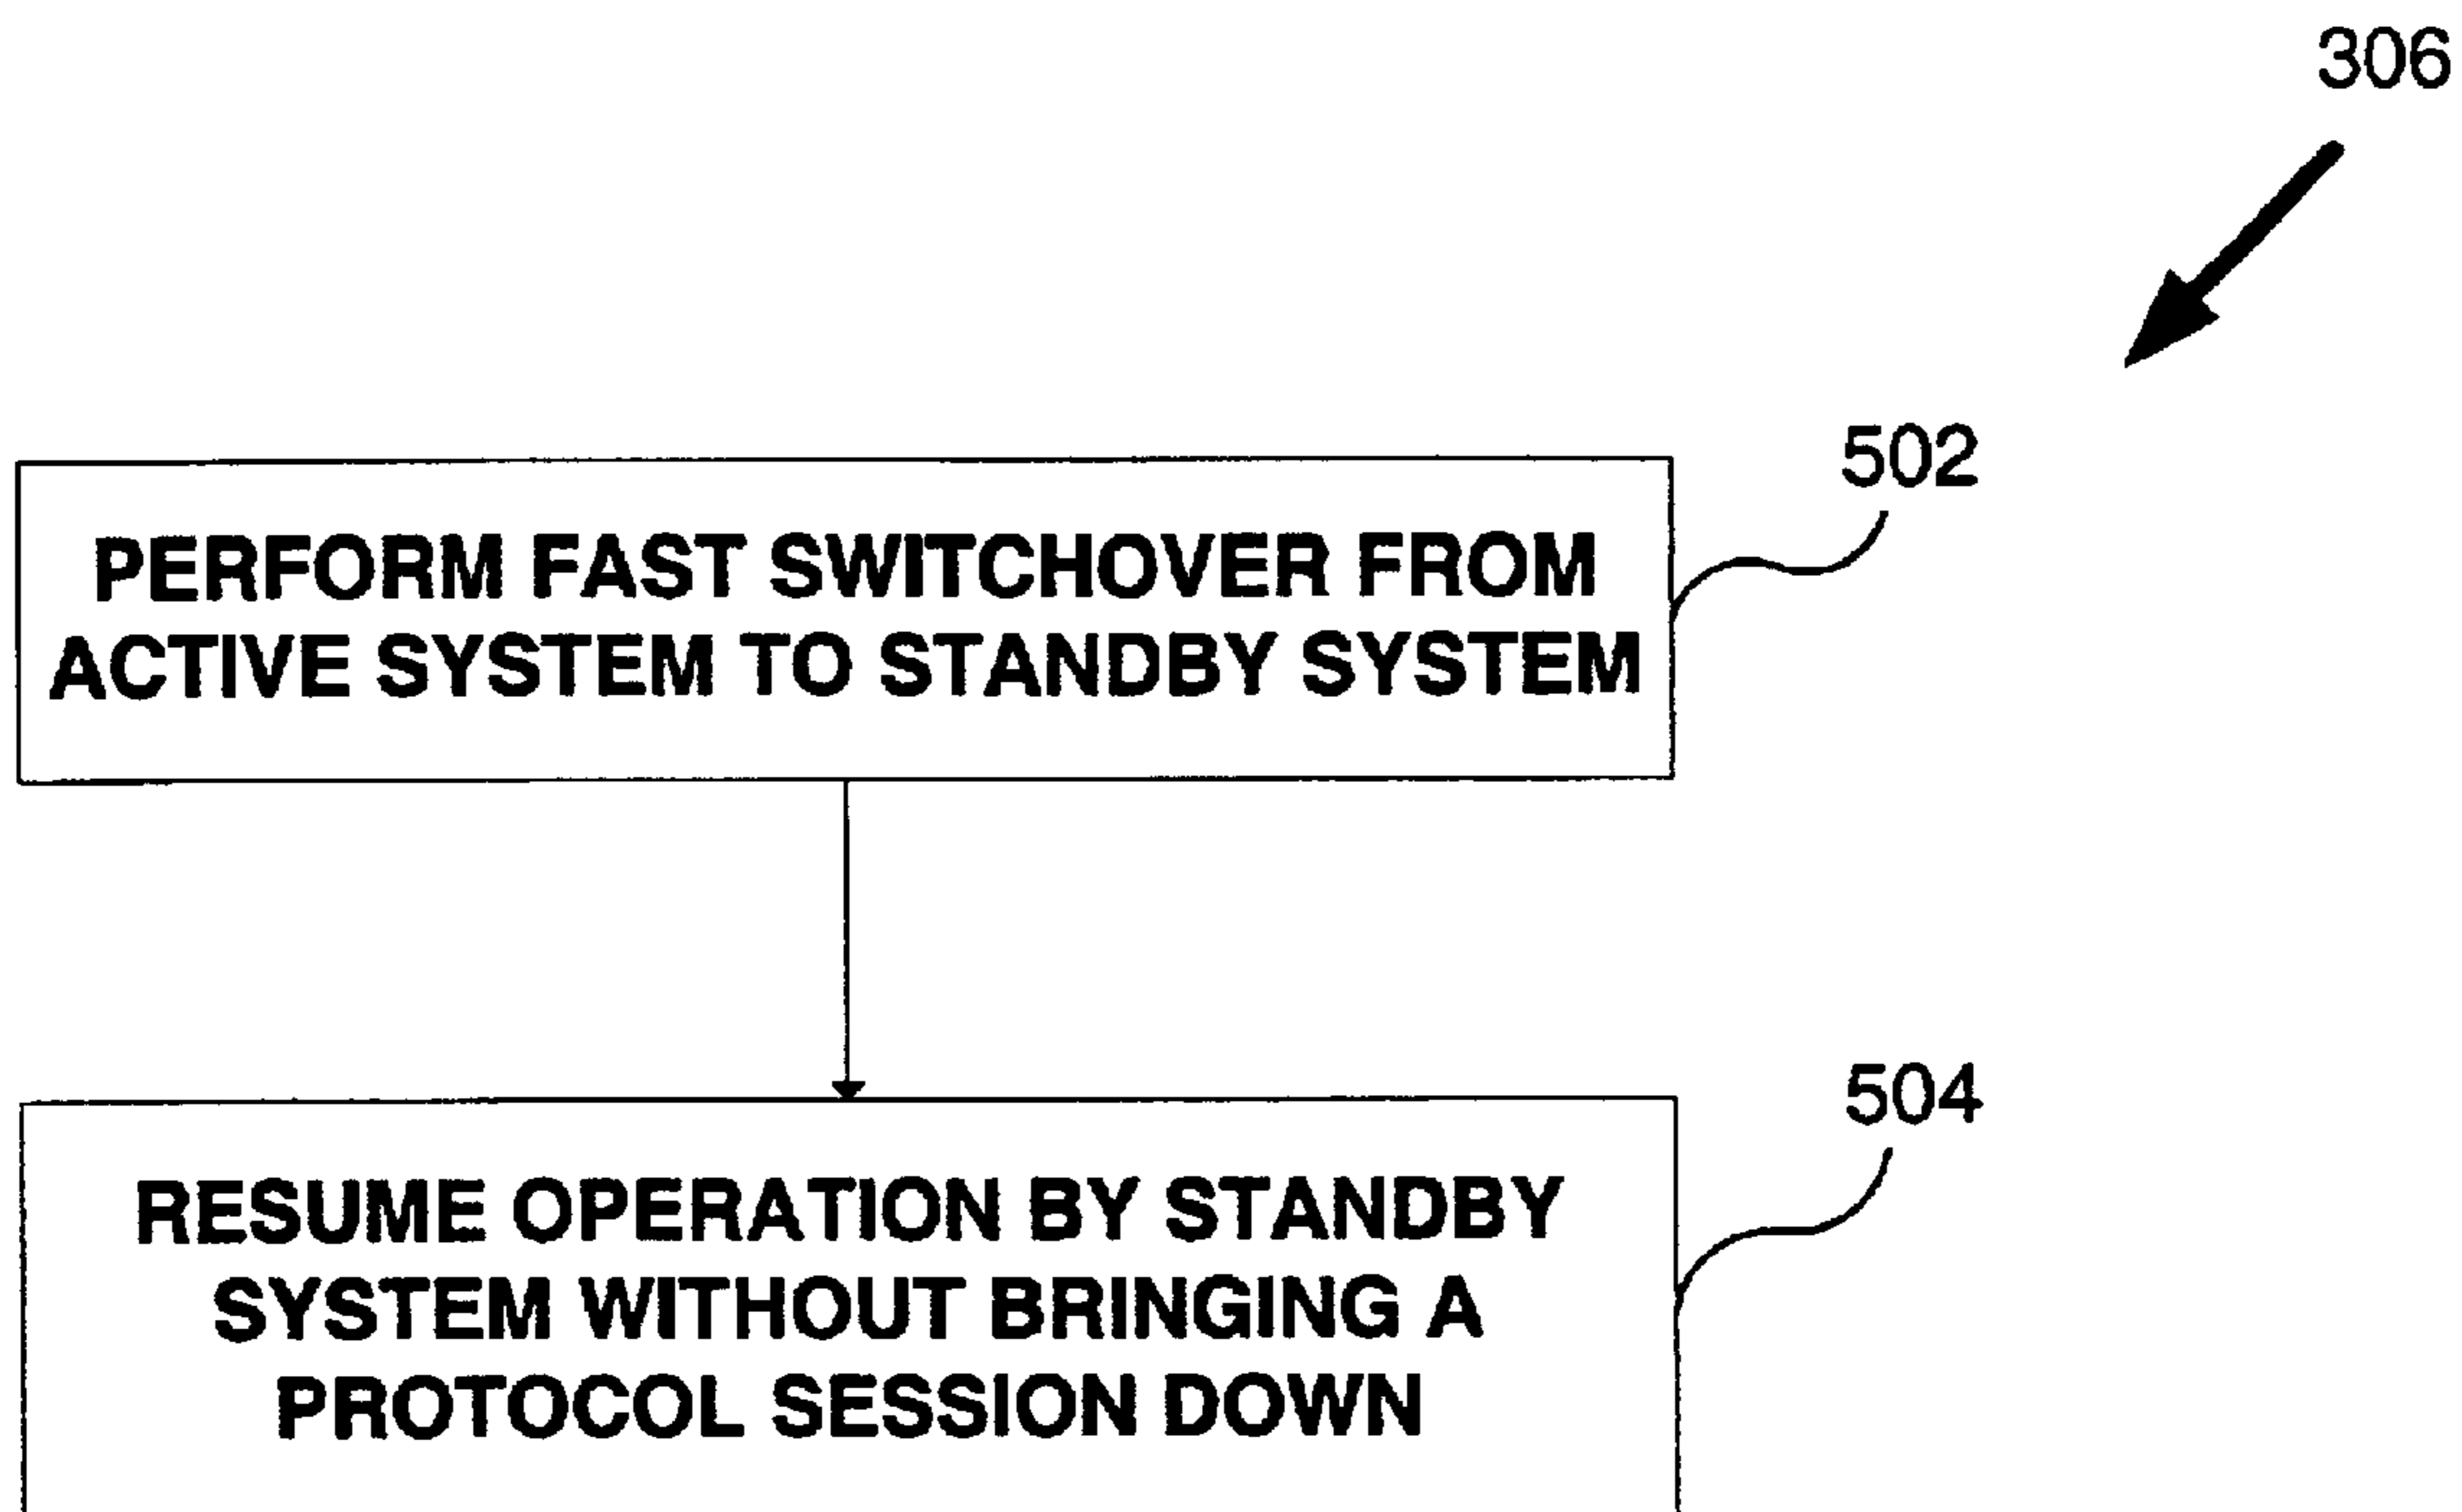 306
502
PERFORM FAST SWITCHOVER FROM
ACTIVE SYSTEM TO STANDBY SYSTEM
504
RESUME OPERATION BY STANDBY
SYSTEM WITHOUT BRINGING A
PROTOCOL SESSION DOWN